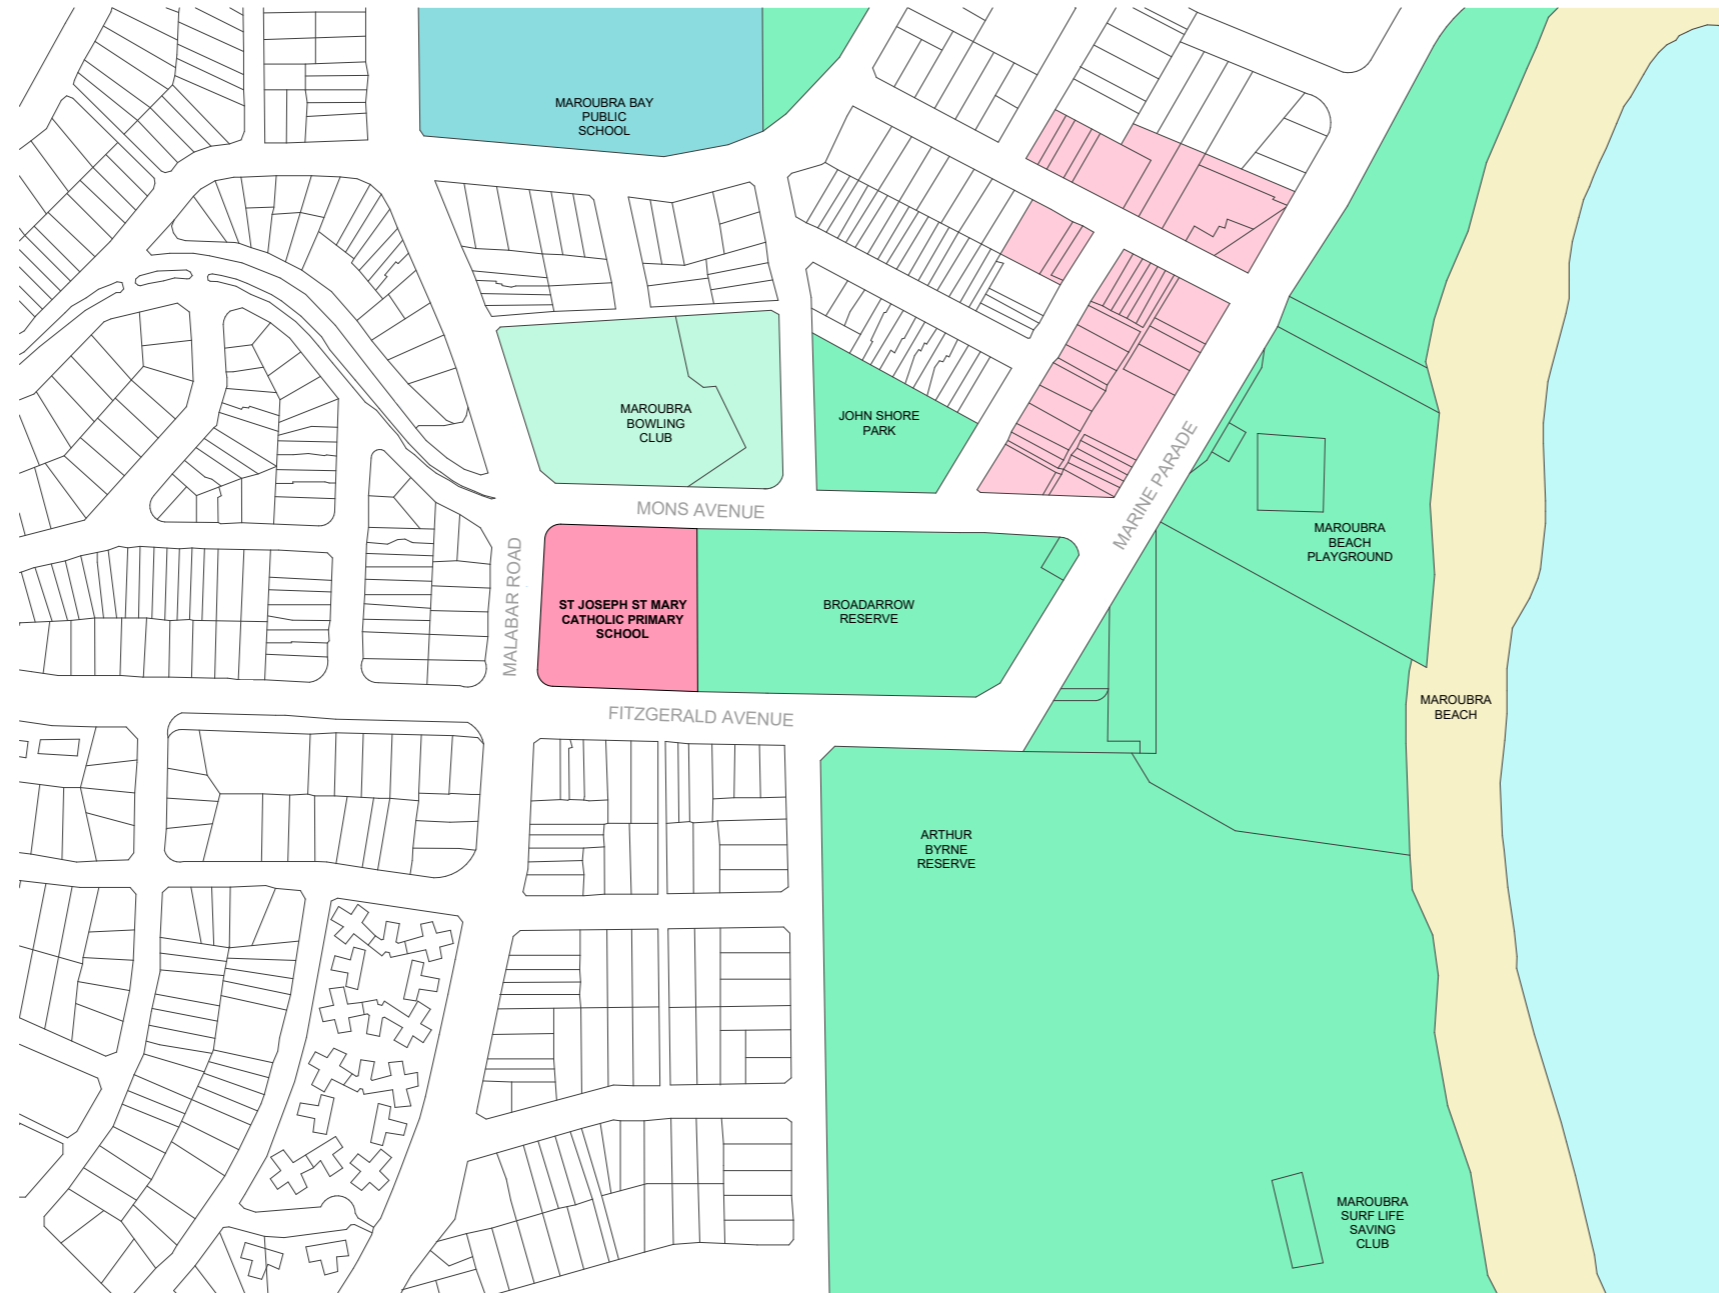 MAROUBRA BAY
PUBLIC
SCHOOL
MAROUBRA
BOWLING
CLUB
JOHN SHORE
PARK
MONS AVENUE
MARINE PARADE
MAROUBRA
BEACH
PLAYGROUND
MALABAR ROAD
ST JOSEPH ST MARY
CATHOLIC PRIMARY
SCHOOL
BROADARROW
RESERVE
FITZGERALD AVENUE
MAROUBRA
BEACH
ARTHUR
BYRNE
RESERVE
MAROUBRA
SURF LIFE
SAVING
CLUB